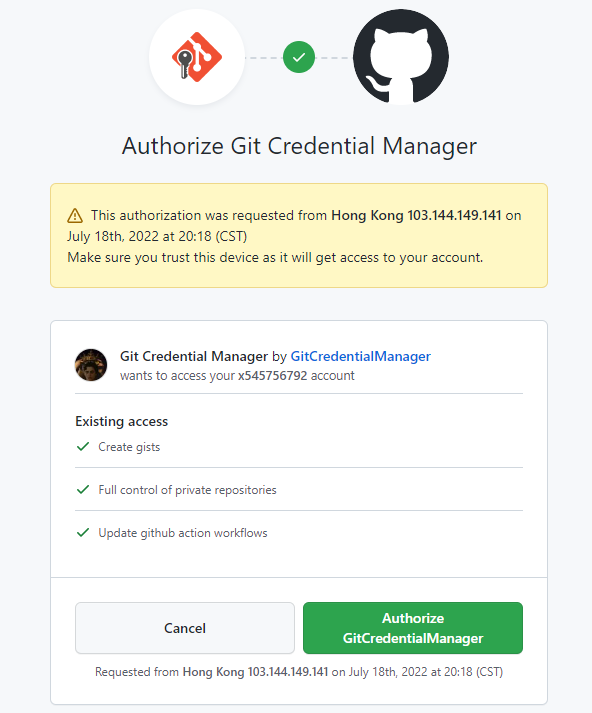 Authorize Git Credential Manager
This authorization was requested from Hong Kong 103.144.149.141 on
July 18th, 2022 at 20:18 (CST)
Make sure you trust this device as it will get access to your account.
Git Credential Manager by GitCredentialManager
wants to access your x545756792 account
Existing access
Create gists
Full control of private repositories
Update github action workflows
Cancel
Authorize
GitCredentialManager
Requested from Hong Kong 103.144.149.141 on July 18th, 2022 at 20:18 (CST)